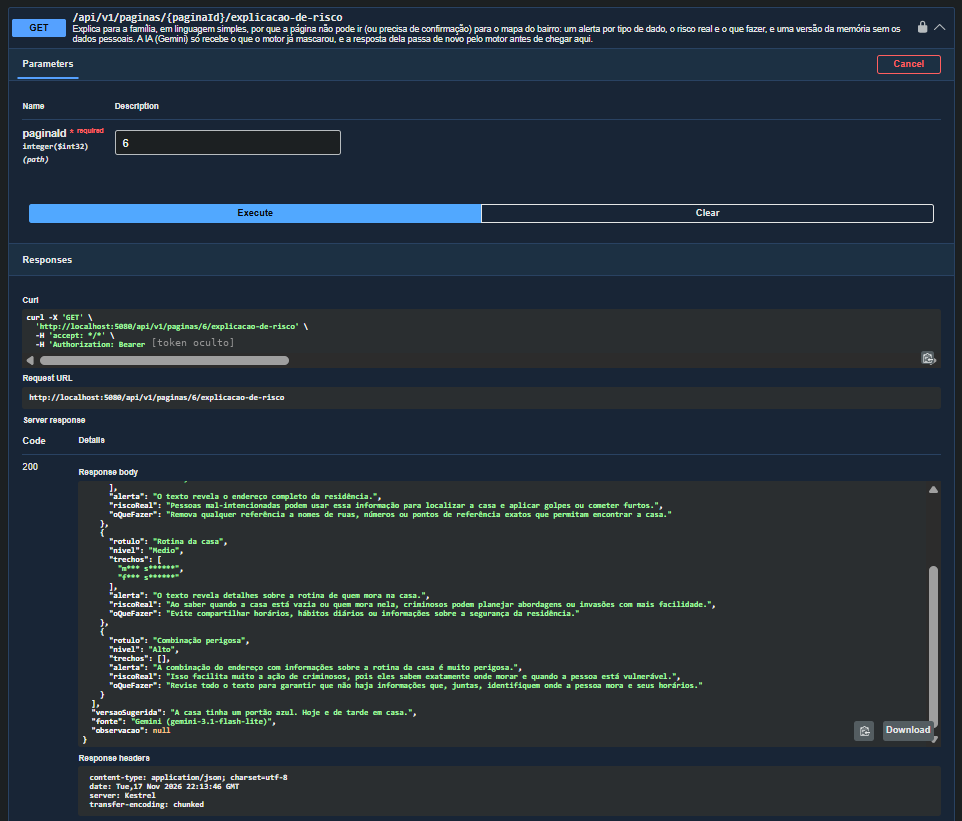 GET
/api/v1/paginas/{paginaId}/explicacao-de-risco
Explica para a família, em linguagem simples, por que a página não pode ir (ou precisa de confirmação) para o mapa do bairro: um alerta por tipo de dado, o risco real e o que fazer, e uma versão da memória sem os
dados pessoais. A IA (Gemini) só recebe o que o motor já mascarou, e a resposta dela passa de novo pelo motor antes de chegar aqui.
Parameters
Cancel
Name Description
paginaId * required
integer($int32)
(path)
6
Execute Clear
Responses
Curl
curl -X 'GET' \
'http://localhost:5080/api/v1/paginas/6/explicacao-de-risco' \
-H 'accept: */*' \
-H 'Authorization: Bearer [token oculto]
Request URL
http://localhost:5080/api/v1/paginas/6/explicacao-de-risco
Server response
Code Details
200
Response body
],
"alerta": "O texto revela o endereço completo da residência.",
"riscoReal": "Pessoas mal-intencionadas podem usar essa informação para localizar a casa e aplicar golpes ou cometer furtos.",
"oQueFazer": "Remova qualquer referência a nomes de ruas, números ou pontos de referência exatos que permitam encontrar a casa."
},
{
"rotulo": "Rotina da casa",
"nivel": "Medio",
"trechos": [
"m*** s******",
"f*** s******"
],
"alerta": "O texto revela detalhes sobre a rotina de quem mora na casa.",
"riscoReal": "Ao saber quando a casa está vazia ou quem mora nela, criminosos podem planejar abordagens ou invasões com mais facilidade.",
"oQueFazer": "Evite compartilhar horários, hábitos diários ou informações sobre a segurança da residência."
},
{
"rotulo": "Combinação perigosa",
"nivel": "Alto",
"trechos": [],
"alerta": "A combinação do endereço com informações sobre a rotina da casa é muito perigosa.",
"riscoReal": "Isso facilita muito a ação de criminosos, pois eles sabem exatamente onde morar e quando a pessoa está vulnerável.",
"oQueFazer": "Revise todo o texto para garantir que não haja informações que, juntas, identifiquem onde a pessoa mora e seus horários."
}
],
"versaoSugerida": "A casa tinha um portão azul. Hoje e de tarde em casa.",
"fonte": "Gemini (gemini-3.1-flash-lite)",
"observacao": null
}
Download
Response headers
content-type: application/json; charset=utf-8
date: Tue,17 Nov 2026 22:13:46 GMT
server: Kestrel
transfer-encoding: chunked